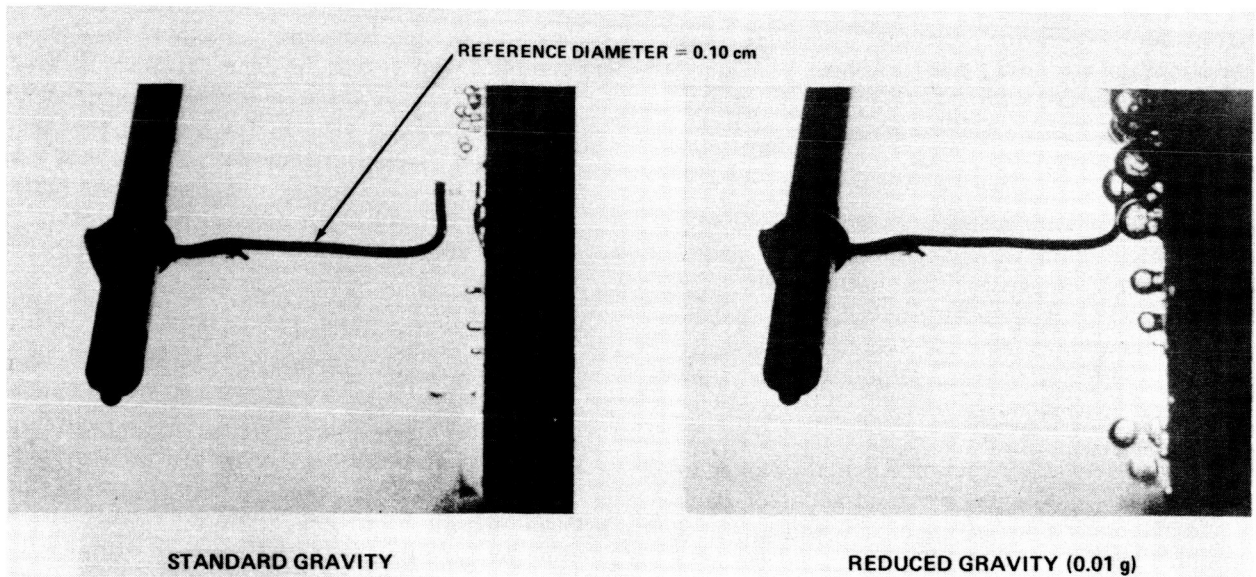 REFERENCE DIAMETER = 0.10 cm
STANDARD GRAVITY
REDUCED GRAVITY (0.01 g)